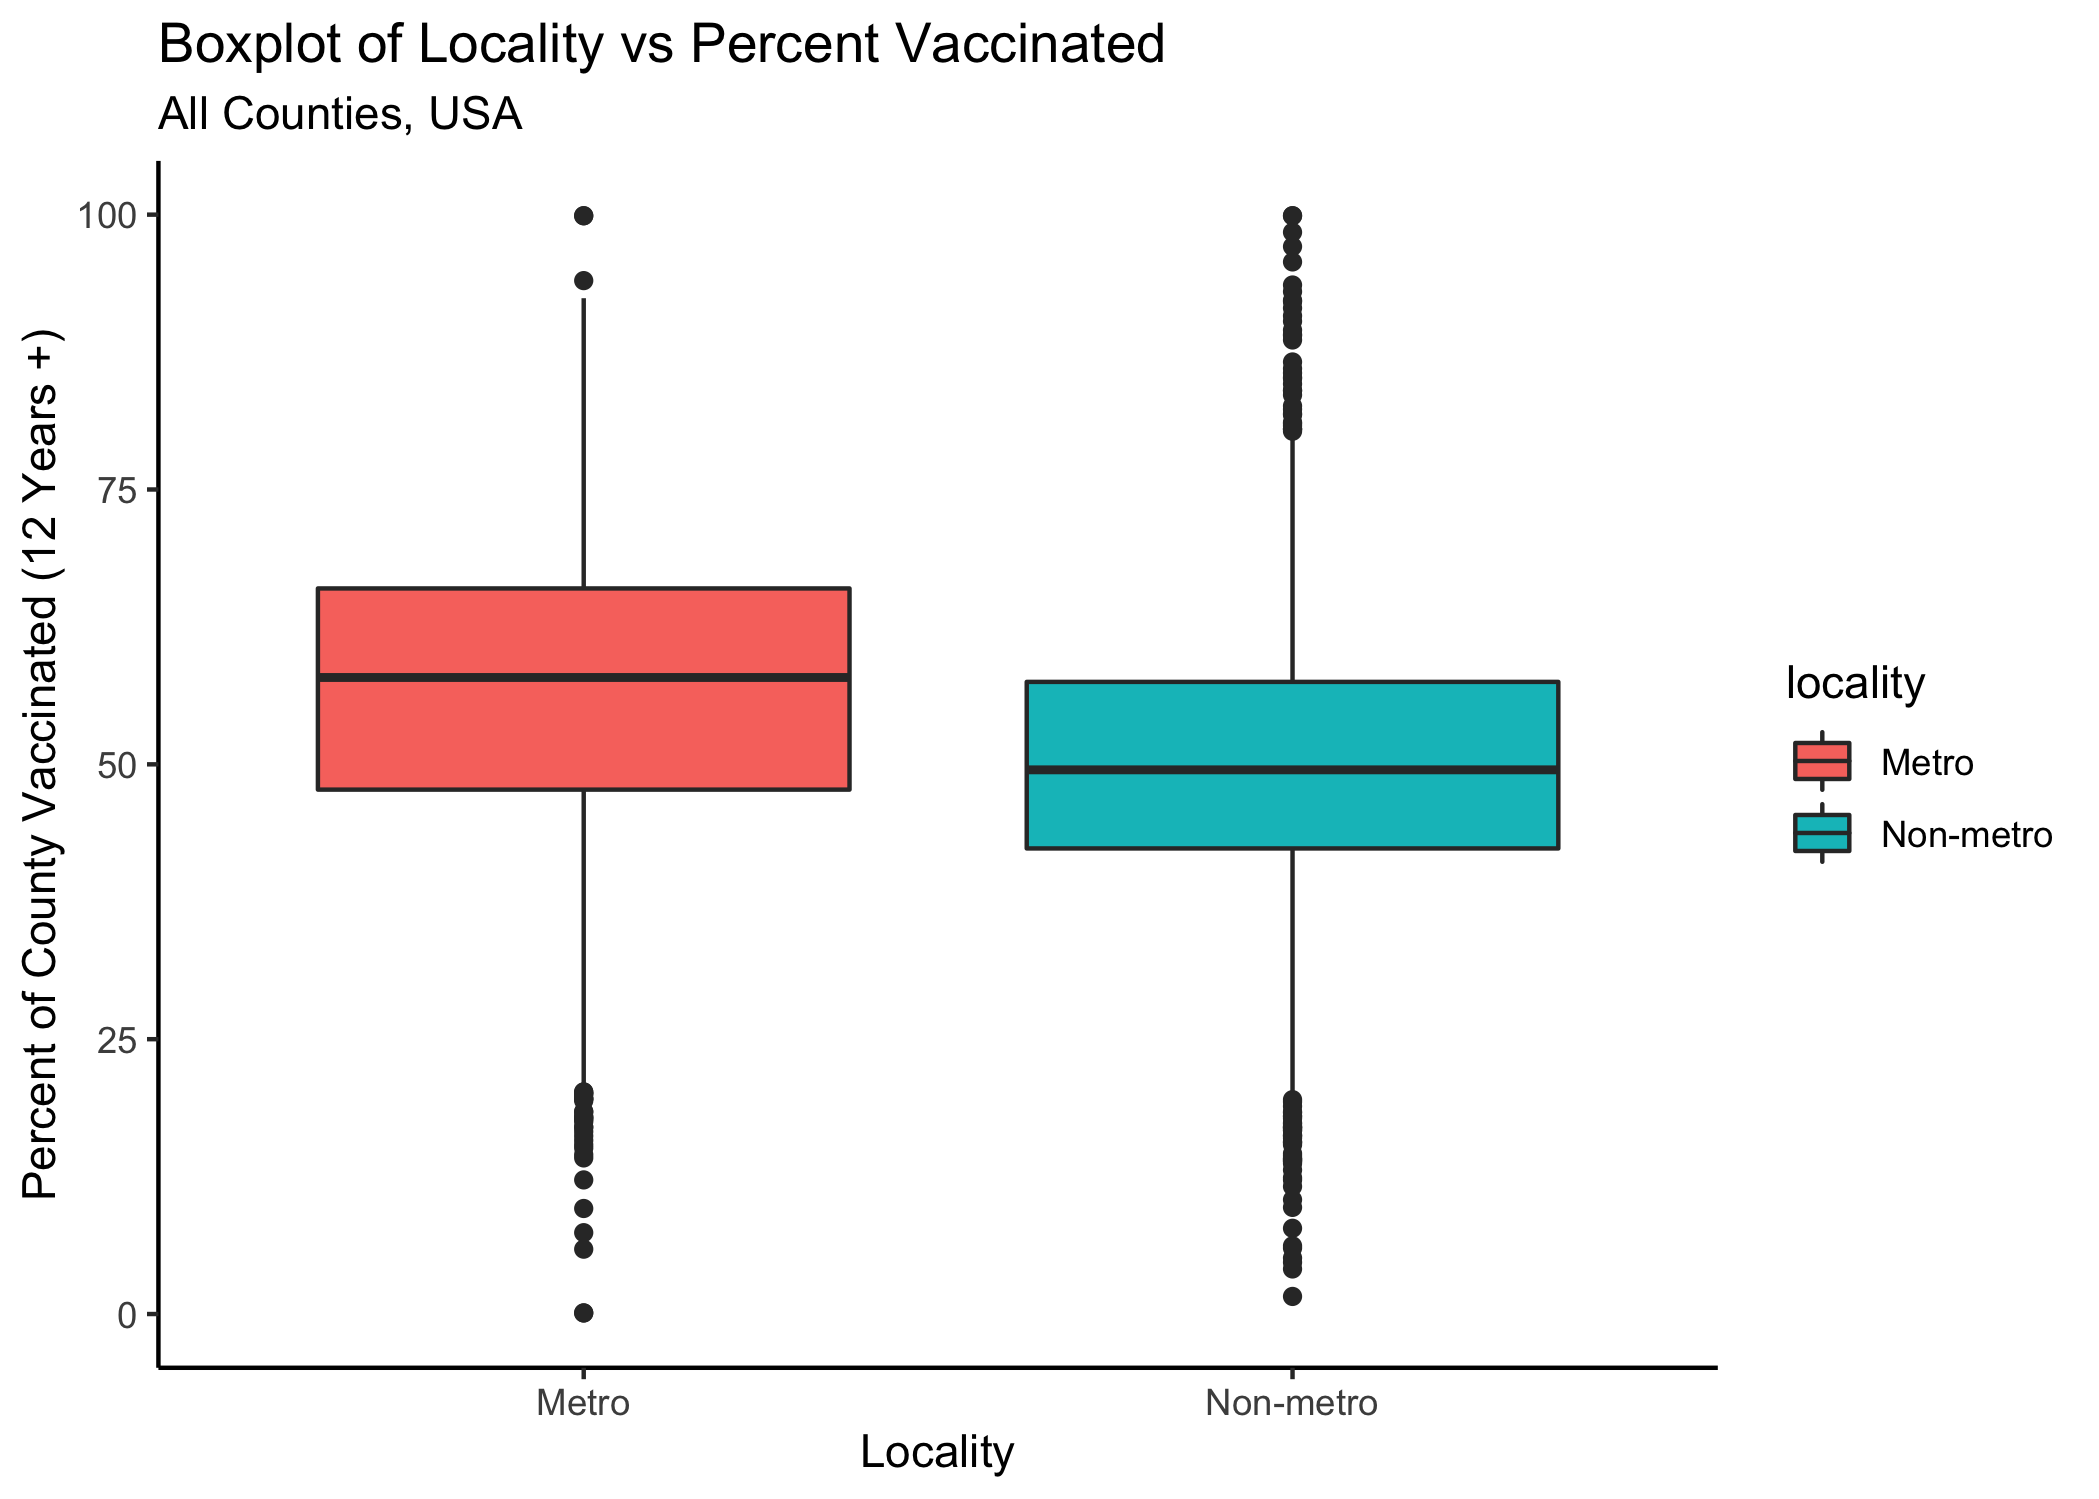 Boxplot of Locality vs Percent Vaccinated
All Counties, USA
Percent of County Vaccinated (12 Years +)
100
75
50
25
0
Metro
Non-metro
Locality
locality
Metro
Non-metro